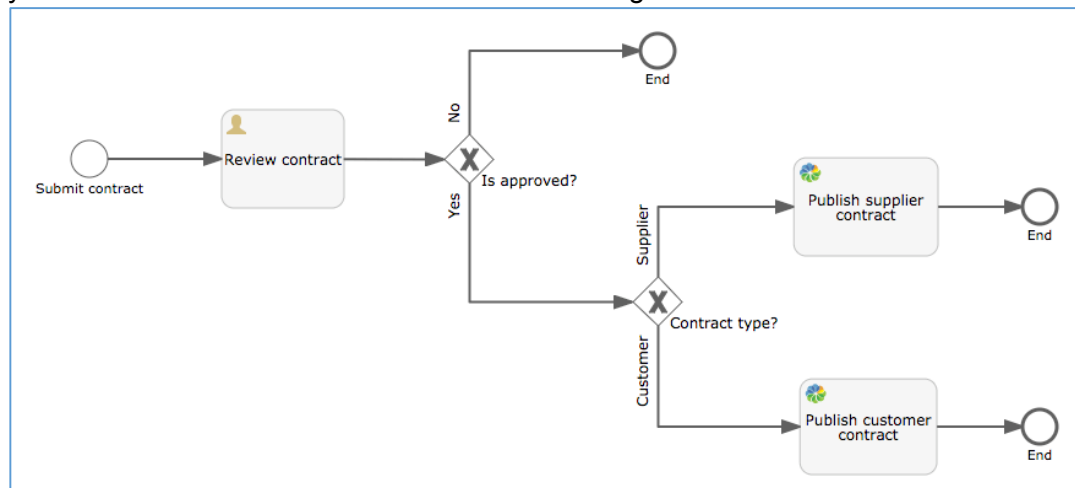 End
No
Submit contract
Review contract
X
Is approved?
Yes
Publish supplier
contract
End
Supplier
X
Contract type?
Customer
Publish customer
contract
End